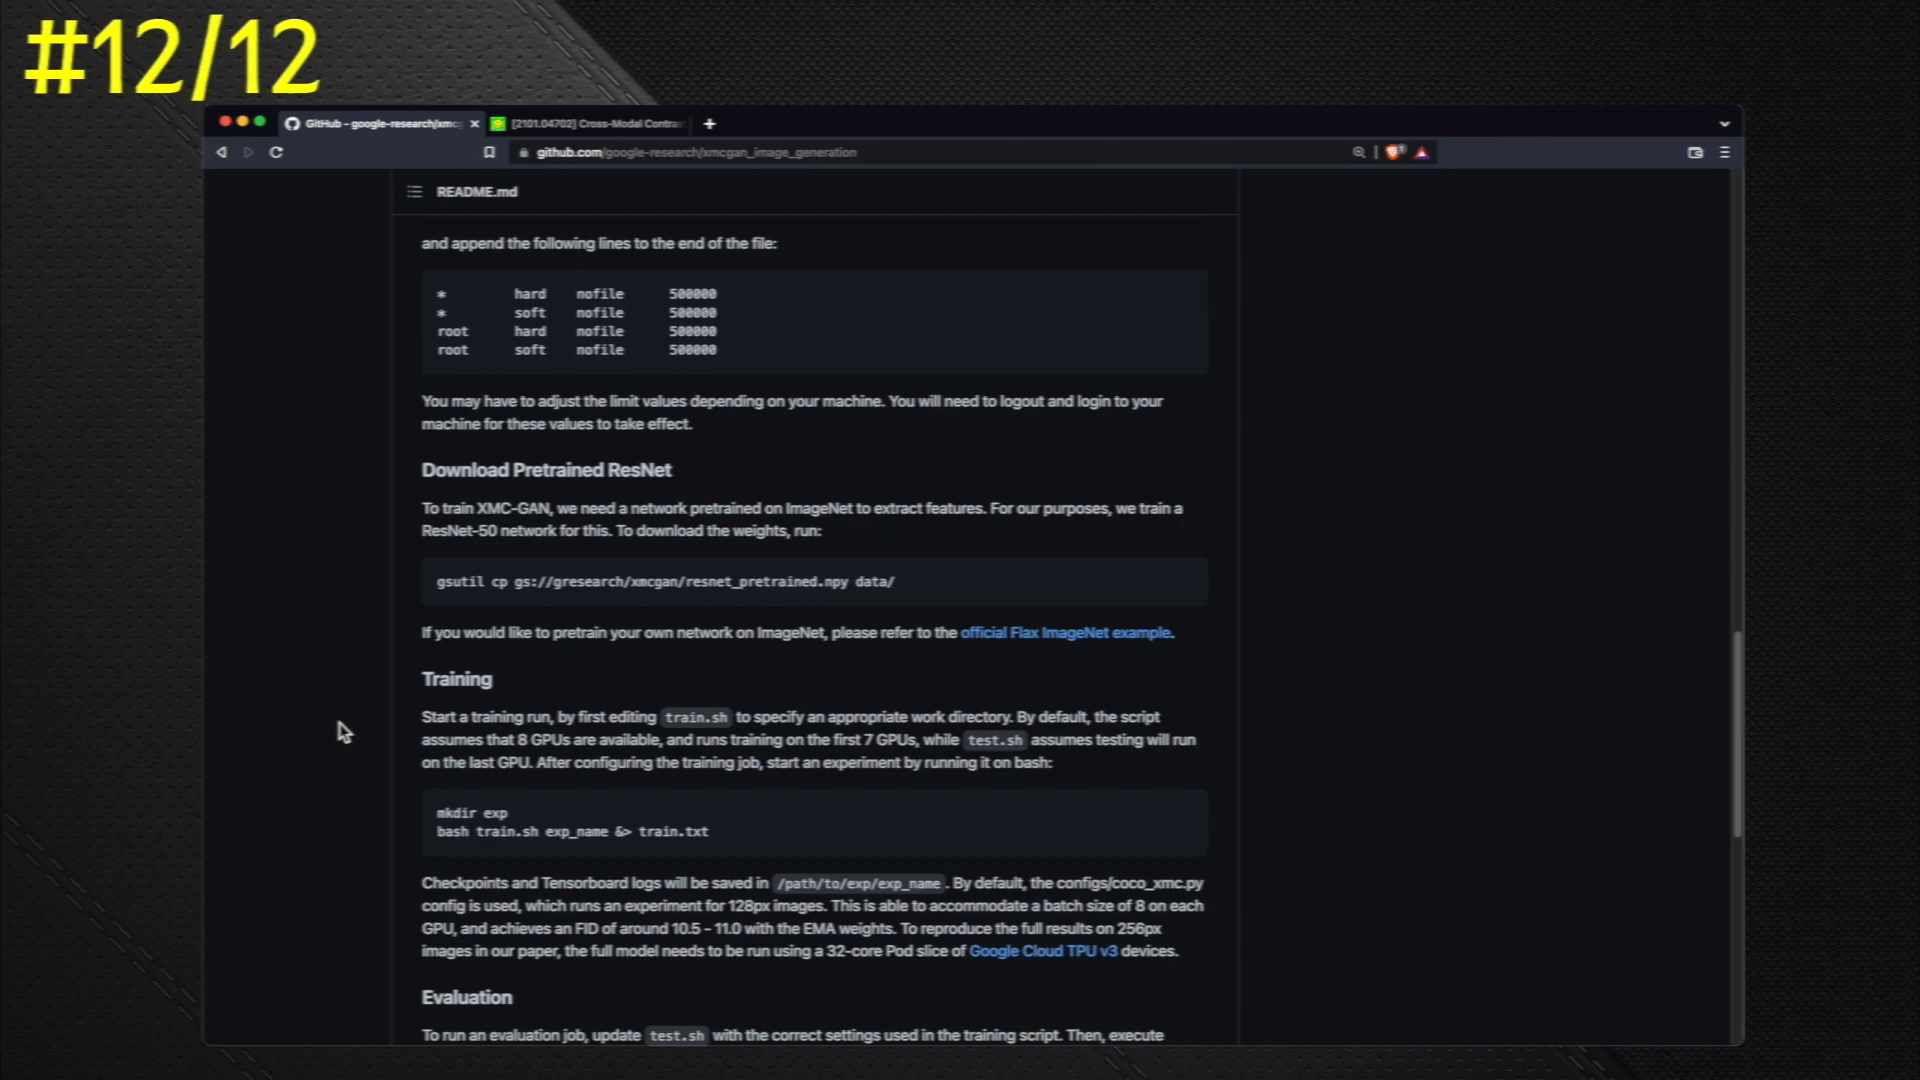 #12/12
GitHub - google-research/xmc
[2101.04702] Cross-Modal Contras
github.com/google-research/xmcgan_image_generation
README.md
and append the following lines to the end of the file:
* hard nofile 500000
* soft nofile 500000
root hard nofile 500000
root soft nofile 500000
You may have to adjust the limit values depending on your machine. You will need to logout and login to your
machine for these values to take effect.
Download Pretrained ResNet
To train XMC-GAN, we need a network pretrained on ImageNet to extract features. For our purposes, we train a
ResNet-50 network for this. To download the weights, run:
gsutil cp gs://gresearch/xmcgan/resnet_pretrained.npy data/
If you would like to pretrain your own network on ImageNet, please refer to the official Flax ImageNet example.
Training
Start a training run, by first editing train.sh to specify an appropriate work directory. By default, the script
assumes that 8 GPUs are available, and runs training on the first 7 GPUs, while test.sh assumes testing will run
on the last GPU. After configuring the training job, start an experiment by running it on bash:
mkdir exp
bash train.sh exp_name &> train.txt
Checkpoints and Tensorboard logs will be saved in /path/to/exp/exp_name . By default, the configs/coco_xmc.py
config is used, which runs an experiment for 128px images. This is able to accommodate a batch size of 8 on each
GPU, and achieves an FID of around 10.5 - 11.0 with the EMA weights. To reproduce the full results on 256px
images in our paper, the full model needs to be run using a 32-core Pod slice of Google Cloud TPU v3 devices.
Evaluation
To run an evaluation job, update test.sh with the correct settings used in the training script. Then, execute